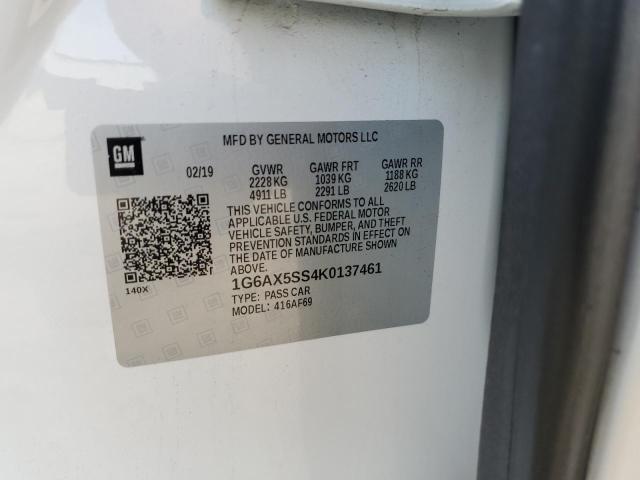 GM
MFD BY GENERAL MOTORS LLC
02/19 GVWR GAWR FRT GAWR RR
2228 KG 1039 KG 1188 KG
4911 LB 2291 LB 2620 LB
THIS VEHICLE CONFORMS TO ALL
APPLICABLE U.S. FEDERAL MOTOR
VEHICLE SAFETY, BUMPER, AND THEFT
PREVENTION STANDARDS IN EFFECT ON
THE DATE OF MANUFACTURE SHOWN
ABOVE.
140X
1G6AX5SS4K0137461
TYPE: PASS CAR
MODEL: 416AF69